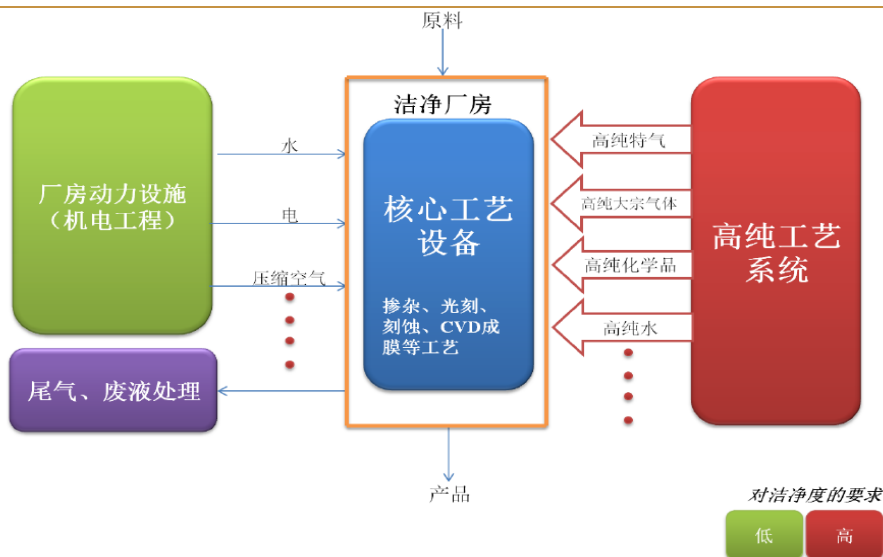 原料
洁净厂房
厂房动力设施
（机电工程）
水
电
压缩空气
尾气、废液处理
核心工艺
设备
掺杂、光刻、
刻蚀、CVD成
膜等工艺
高纯特气
高纯大宗气体
高纯化学品
高纯水
高纯工艺
系统
产品
对洁净度的要求
低
高